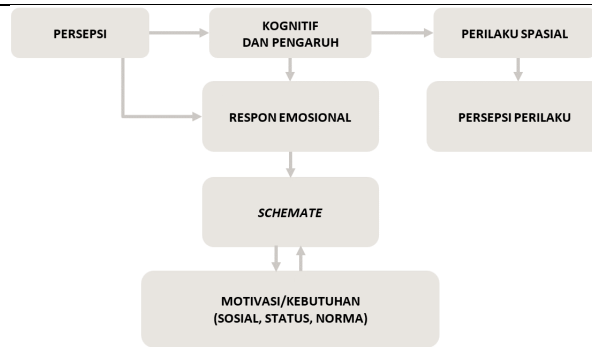 PERSEPSI
KOGNITIF
DAN PENGARUH
PERILAKU SPASIAL
RESPON EMOSIONAL
PERSEPSI PERILAKU
SCHEMATE
MOTIVASI/KEBUTUHAN
(SOSIAL, STATUS, NORMA)